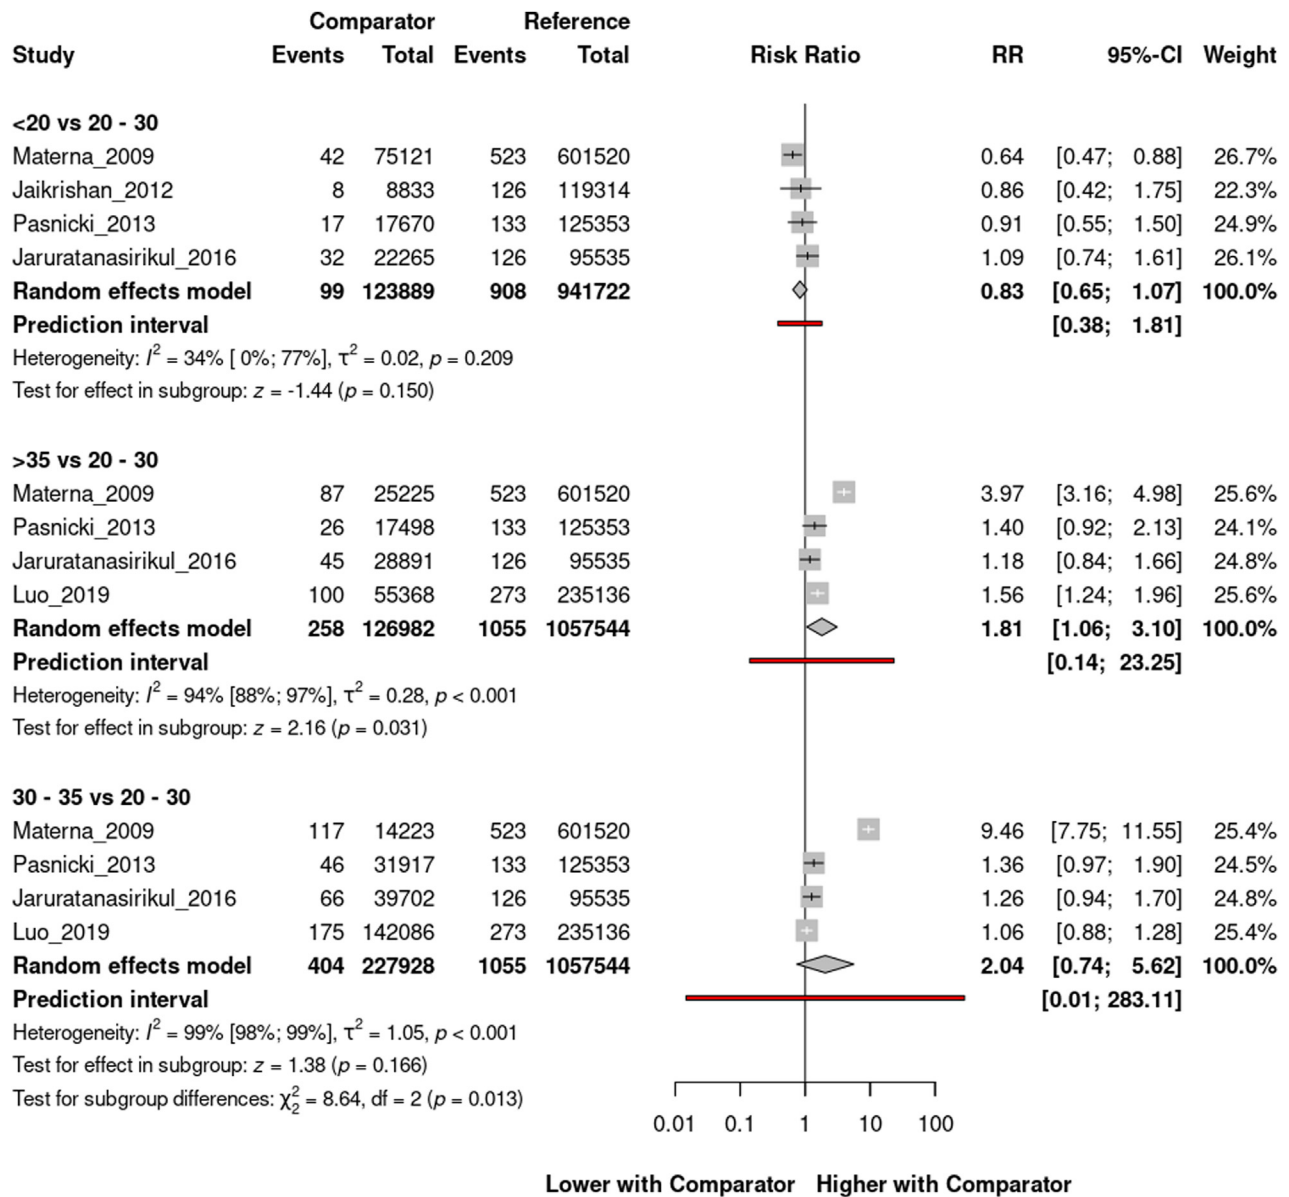 Comparator Reference
Study Events Total Events Total Risk Ratio RR 95%-CI Weight
<20 vs 20 - 30
Materna_2009 42 75121 523 601520 0.64 [0.47; 0.88] 26.7%
Jaikrishan_2012 8 8833 126 119314 0.86 [0.42; 1.75] 22.3%
Pasnicki_2013 17 17670 133 125353 0.91 [0.55; 1.50] 24.9%
Jaruratanasirikul_2016 32 22265 126 95535 1.09 [0.74; 1.61] 26.1%
Random effects model 99 123889 908 941722 0.83 [0.65; 1.07] 100.0%
Prediction interval [0.38; 1.81]
Heterogeneity: I² = 34% [ 0%; 77%], τ² = 0.02, p = 0.209
Test for effect in subgroup: z = -1.44 (p = 0.150)
>35 vs 20 - 30
Materna_2009 87 25225 523 601520 3.97 [3.16; 4.98] 25.6%
Pasnicki_2013 26 17498 133 125353 1.40 [0.92; 2.13] 24.1%
Jaruratanasirikul_2016 45 28891 126 95535 1.18 [0.84; 1.66] 24.8%
Luo_2019 100 55368 273 235136 1.56 [1.24; 1.96] 25.6%
Random effects model 258 126982 1055 1057544 1.81 [1.06; 3.10] 100.0%
Prediction interval [0.14; 23.25]
Heterogeneity: I² = 94% [88%; 97%], τ² = 0.28, p < 0.001
Test for effect in subgroup: z = 2.16 (p = 0.031)
30 - 35 vs 20 - 30
Materna_2009 117 14223 523 601520 9.46 [7.75; 11.55] 25.4%
Pasnicki_2013 46 31917 133 125353 1.36 [0.97; 1.90] 24.5%
Jaruratanasirikul_2016 66 39702 126 95535 1.26 [0.94; 1.70] 24.8%
Luo_2019 175 142086 273 235136 1.06 [0.88; 1.28] 25.4%
Random effects model 404 227928 1055 1057544 2.04 [0.74; 5.62] 100.0%
Prediction interval [0.01; 283.11]
Heterogeneity: I² = 99% [98%; 99%], τ² = 1.05, p < 0.001
Test for effect in subgroup: z = 1.38 (p = 0.166)
Test for subgroup differences: χ²₂ = 8.64, df = 2 (p = 0.013)
0.01 0.1 1 10 100
Lower with Comparator Higher with Comparator